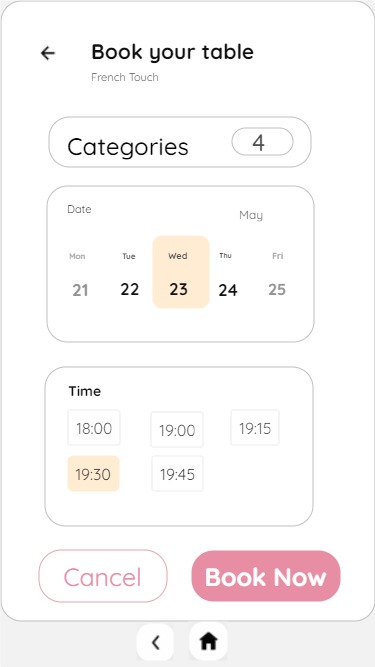 Book your table
French Touch
Categories 4
Date May
Mon Tue Wed Thu Fri
21 22 23 24 25
Time
18:00 19:00 19:15
19:30 19:45
Cancel Book Now